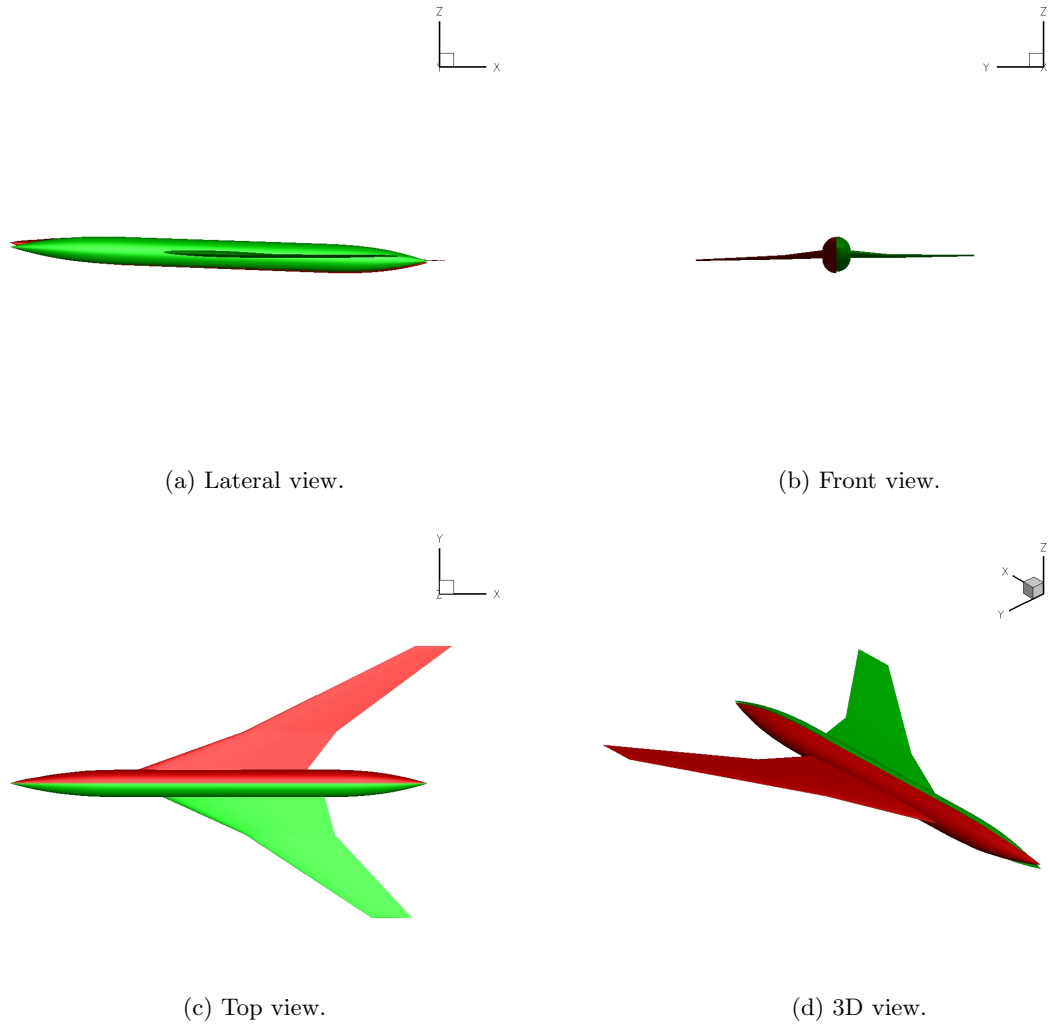 Z
X
Y
Z
Y
X
(a) Lateral view.
(b) Front view.
Y
X
Z
Z
X
Y
(c) Top view.
(d) 3D view.